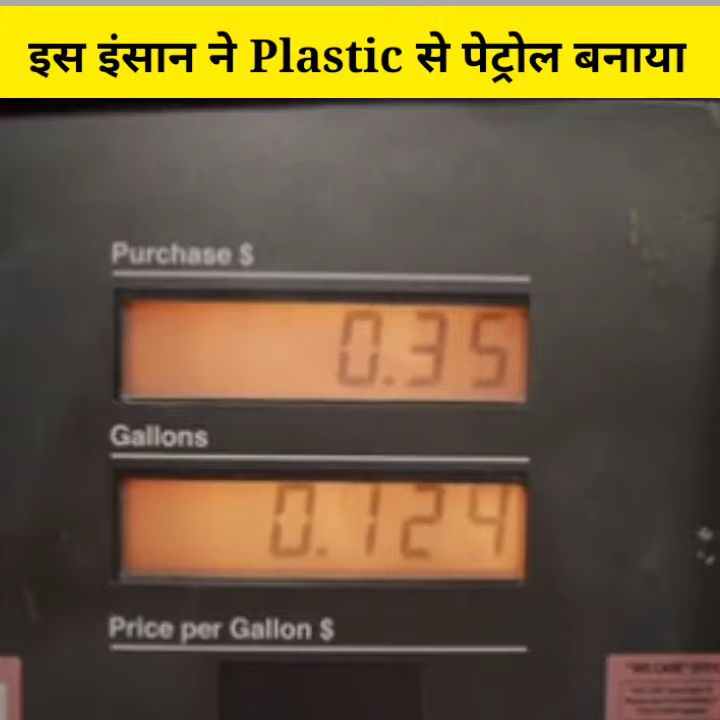 इस इंसान ने Plastic से पेट्रोल बनाया
Purchase $
0.35
Gallons
0.124
Price per Gallon $